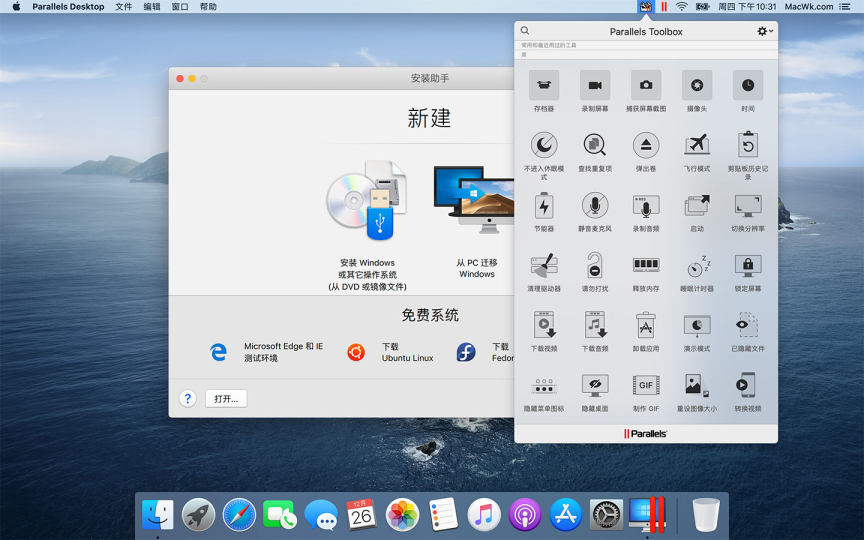 Parallels Desktop 文件 编辑 窗口 帮助
周四 下午10:31 MacWk.com
Parallels Toolbox
常用和最近用过的工具
存档器 录制屏幕 捕获屏幕截图 摄像头 时间
不进入休眠模式 查找重复项 弹出卷 飞行模式 剪贴板历史记录
节能器 静音麦克风 录制音频 启动 切换分辨率
REC
清理驱动器 请勿打扰 释放内存 睡眠计时器 锁定屏幕
下载视频 下载音频 卸载应用 演示模式 已隐藏文件
GIF
隐藏菜单图标 隐藏桌面 制作 GIF 重设图像大小 转换视频
Parallels
安装助手
新建
安装 Windows
或其它操作系统
(从 DVD 或镜像文件)
从 PC 迁移
Windows
免费系统
Microsoft Edge 和 IE
测试环境
下载
Ubuntu Linux
下载
Fedor
?
打开...
12月
26